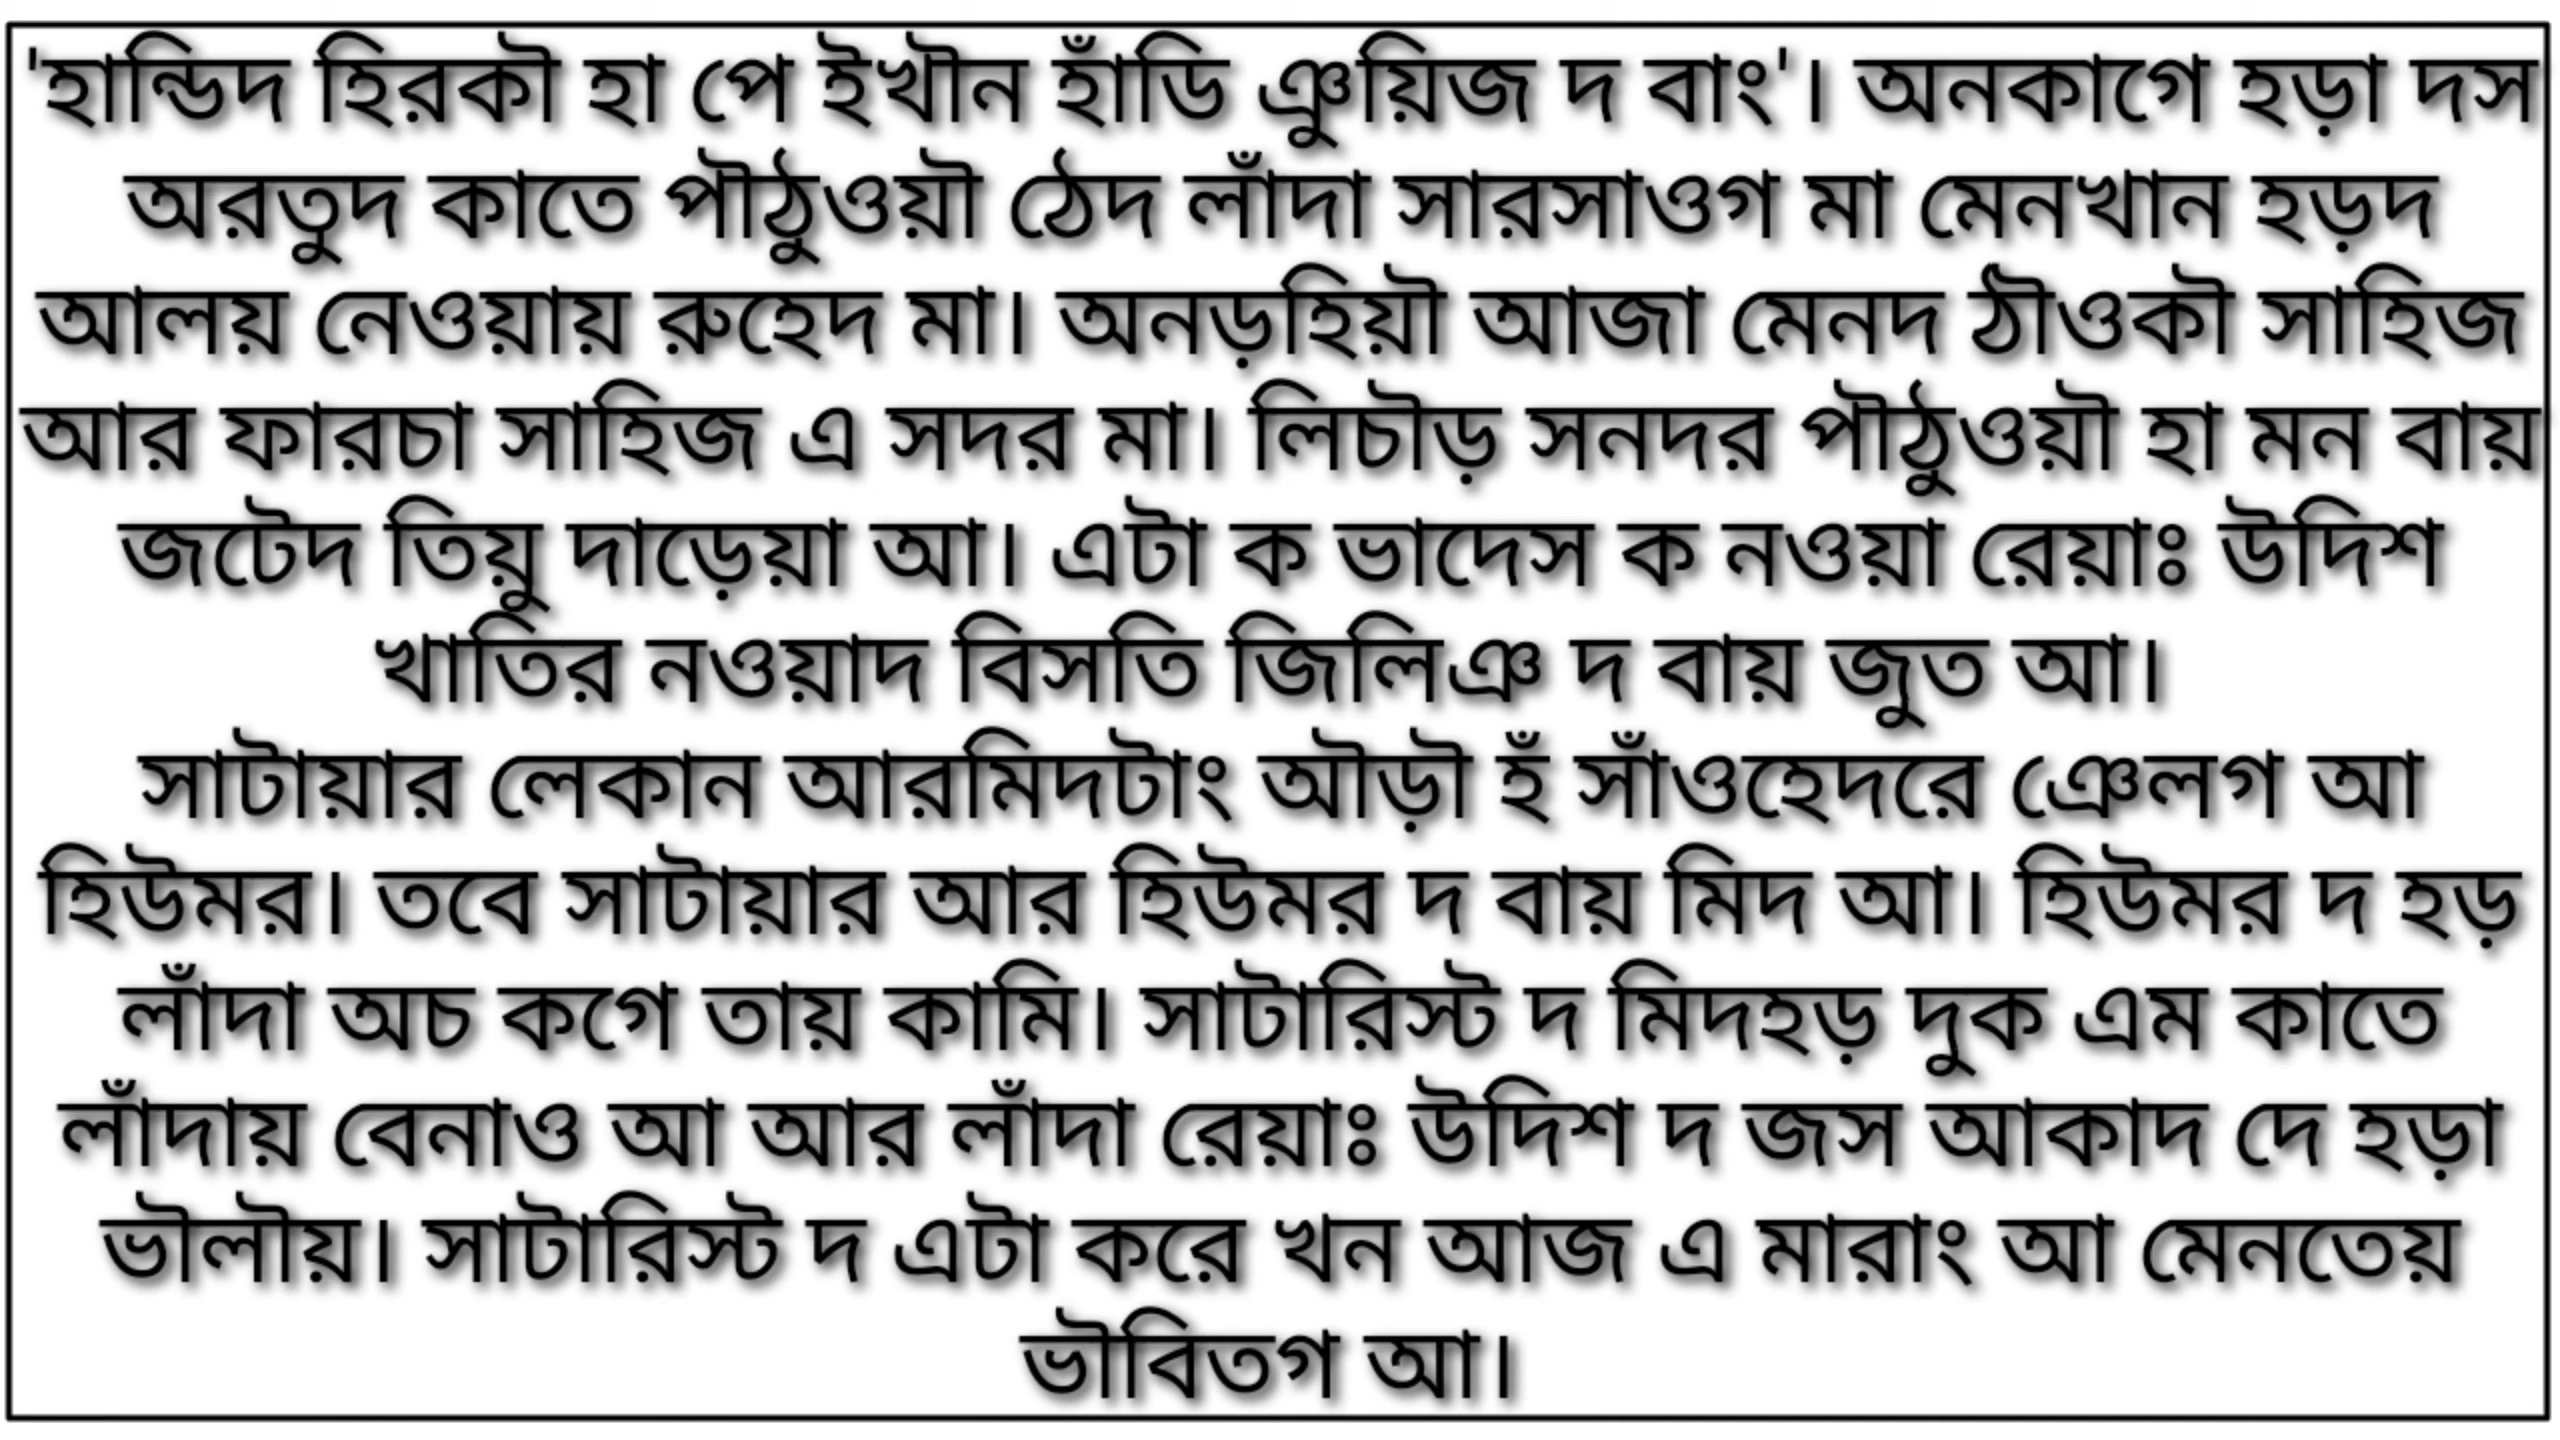 'হান্ডিদ হিরকৗ হা পে ইখৗন হাঁডি ঞুয়িজ দ বাং'। অনকাগে হড়া দস
অরতুদ কাতে পৗঠুওয়ৗ ঠেদ লাঁদা সারসাওগ মা মেনখান হড়দ
আলয় নেওয়ায় রুহেদ মা। অনড়হিয়ৗ আজা মেনদ ঠৗওকৗ সাহিজ
আর ফারচা সাহিজ এ সদর মা। লিচৗড় সনদর পৗঠুওয়ৗ হা মন বায়
জটেদ তিয়ু দাড়েয়া আ। এটা ক ভাদেস ক নওয়া রেয়াঃ উদিশ
খাতির নওয়াদ বিসতি জিলিঞ দ বায় জুত আ।
সাটায়ার লেকান আরমিদটাং আৗড়ৗ হঁ সাঁওহেদরে ঞেলগ আ
হিউমর। তবে সাটায়ার আর হিউমর দ বায় মিদ আ। হিউমর দ হড়
লাঁদা অচ কগে তায় কামি। সাটারিস্ট দ মিদহড় দুক এম কাতে
লাঁদায় বেনাও আ আর লাঁদা রেয়াঃ উদিশ দ জস আকাদ দে হড়া
ভৗলৗয়। সাটারিস্ট দ এটা করে খন আজ এ মারাং আ মেনতেয়
ভৗবিতগ আ।